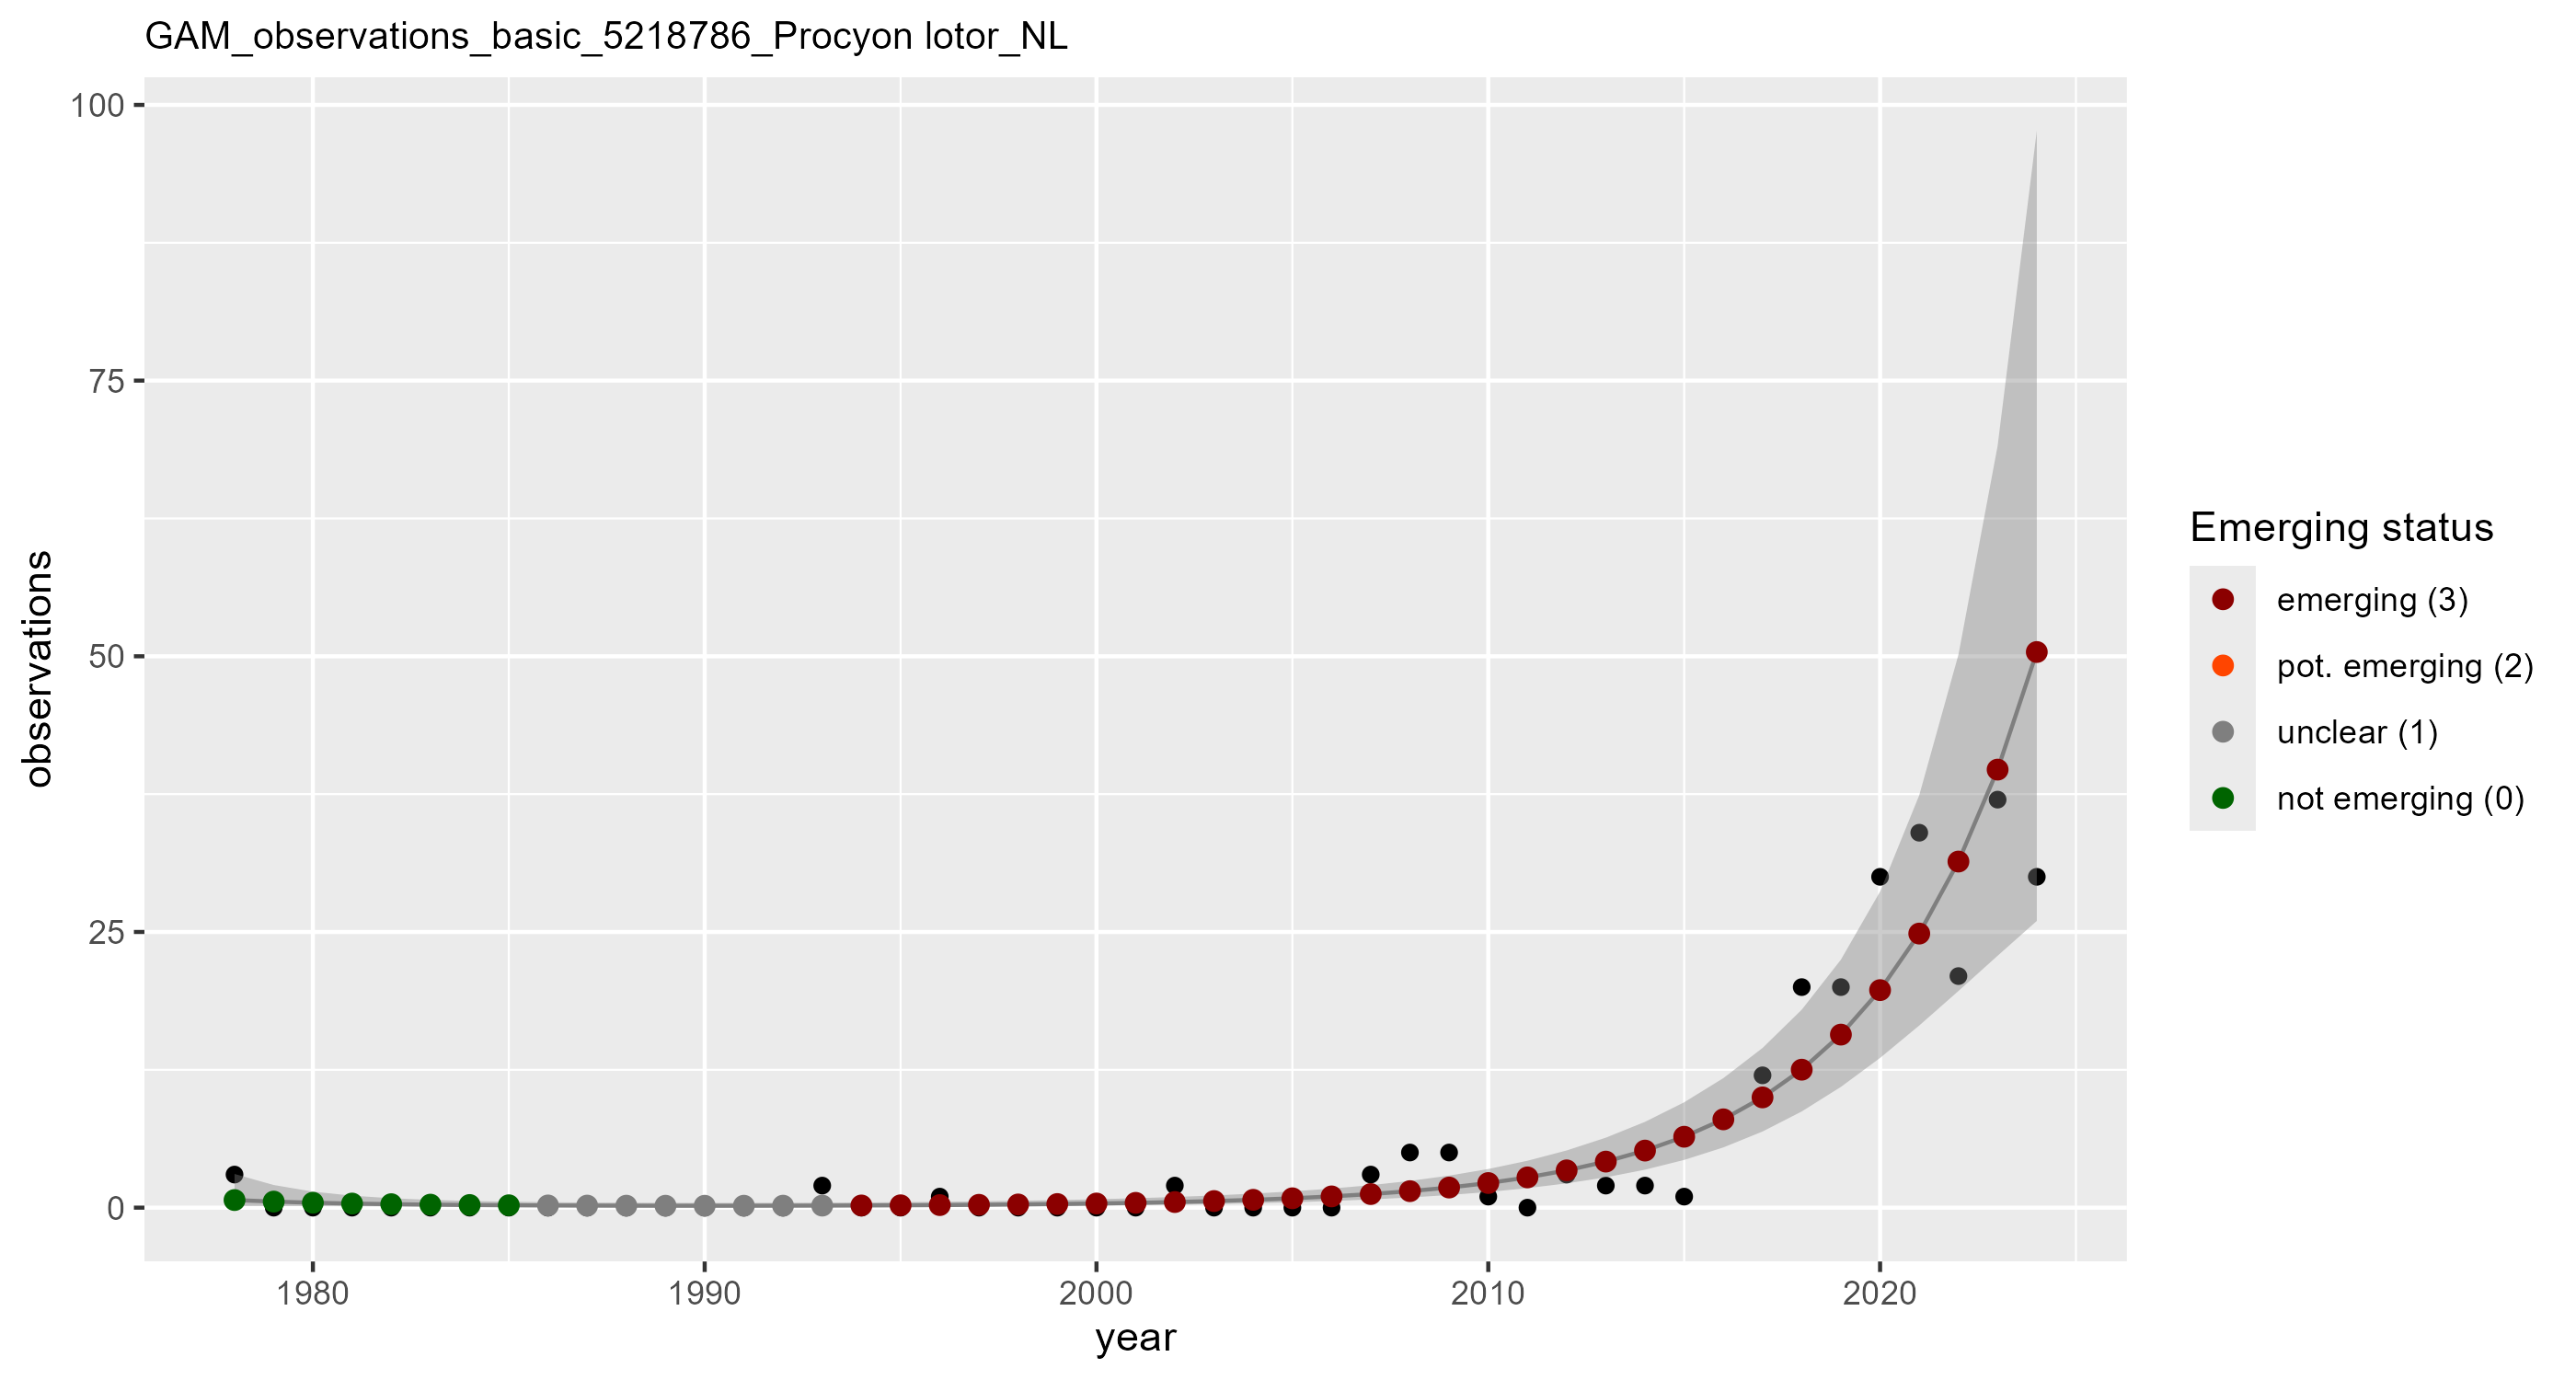 GAM_observations_basic_5218786_Procyon lotor_NL
100
75
50
25
0
observations
1980
1990
2000
2010
2020
year
Emerging status
emerging (3)
pot. emerging (2)
unclear (1)
not emerging (0)